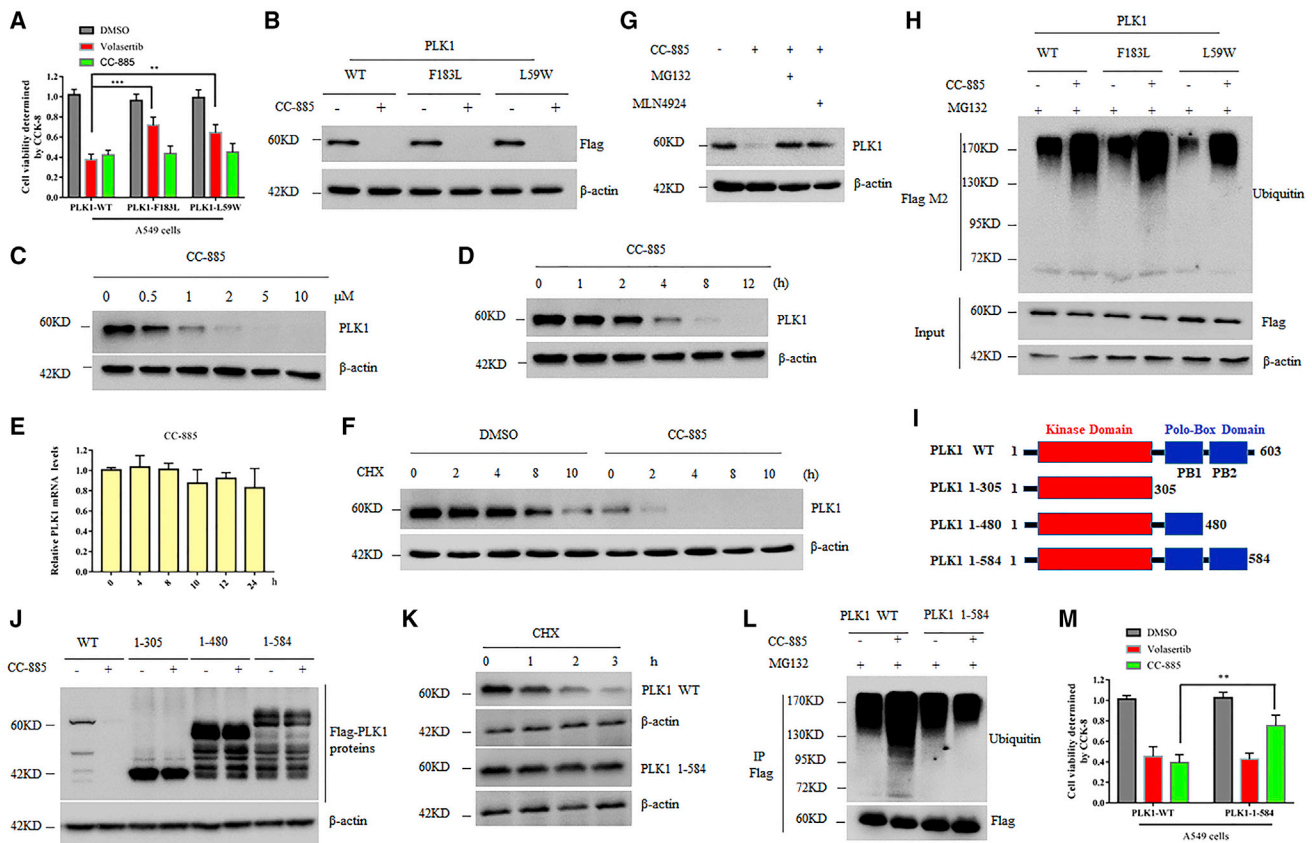 A
DMSO
Volasertib
CC-885
Cell viability determined
by CCK-8
1.2
1.0
0.8
0.6
0.4
0.2
0.0
**
***
PLK1-WT PLK1-F183L PLK1-L59W
A549 cells
B
PLK1
WT F183L L59W
CC-885 - + - + - +
60KD Flag
42KD β-actin
G
CC-885 - + + +
MG132 +
MLN4924 +
60KD PLK1
42KD β-actin
H
PLK1
WT F183L L59W
CC-885 - + - + - +
MG132 + + + + + +
170KD
130KD
95KD
72KD
Flag M2
Ubiquitin
Input
60KD Flag
42KD β-actin
C
CC-885
0 0.5 1 2 5 10 μM
60KD PLK1
42KD β-actin
D
CC-885
0 1 2 4 8 12 (h)
60KD PLK1
42KD β-actin
E
CC-885
Relative PLK1 mRNA levels
1.2
1.0
0.8
0.6
0.4
0.2
0.0
0 4 8 10 12 24 h
F
DMSO CC-885
CHX 0 2 4 8 10 0 2 4 8 10 (h)
60KD PLK1
42KD β-actin
I
Kinase Domain Polo-Box Domain
PLK1 WT 1 603
PB1 PB2
PLK1 1-305 1 305
PLK1 1-480 1 480
PLK1 1-584 1 584
J
WT 1-305 1-480 1-584
CC-885 - + - + - + - +
60KD
42KD
Flag-PLK1
proteins
42KD β-actin
K
CHX
0 1 2 3 h
60KD PLK1 WT
42KD β-actin
60KD PLK1 1-584
42KD β-actin
L
PLK1 WT PLK1 1-584
CC-885 - + - +
MG132 + + + +
170KD
130KD
95KD
72KD
IP
Flag
Ubiquitin
60KD Flag
M
DMSO
Volasertib
CC-885
Cell viability determined
by CCK-8
1.2
1.0
0.8
0.6
0.4
0.2
0.0
**
PLK1-WT PLK1-1-584
A549 cells